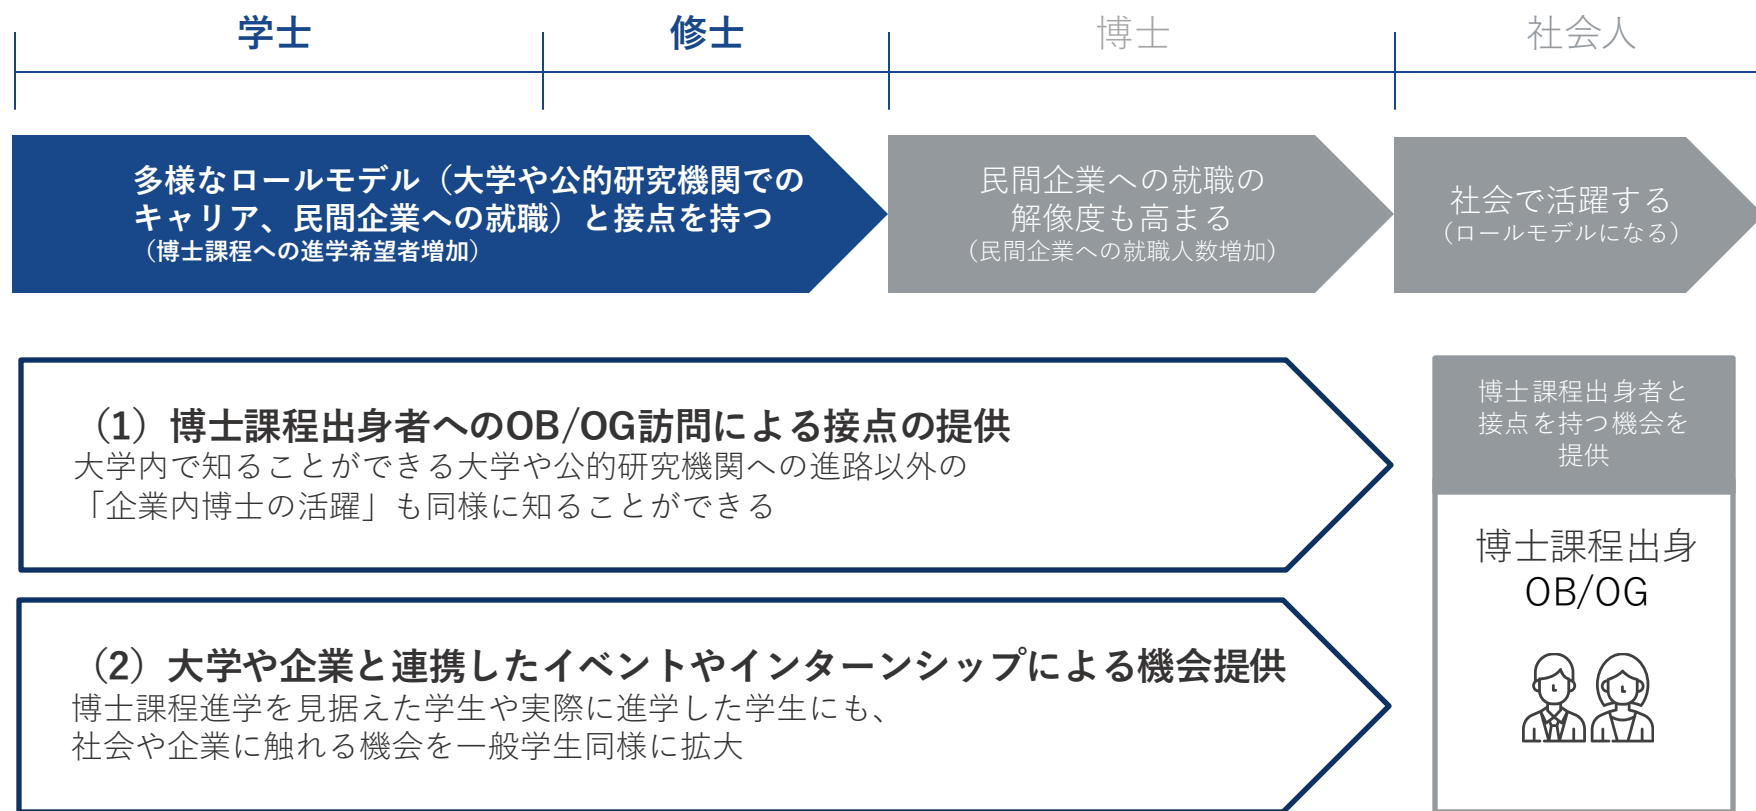 学士
修士
博士
社会人
多様なロールモデル（大学や公的研究機関での
キャリア、民間企業への就職）と接点を持つ
（博士課程への進学希望者増加）
民間企業への就職の
解像度も高まる
（民間企業への就職人数増加）
社会で活躍する
（ロールモデルになる）
（1）博士課程出身者へのOB/OG訪問による接点の提供
大学内で知ることができる大学や公的研究機関への進路以外の
「企業内博士の活躍」も同様に知ることができる
博士課程出身者と
接点を持つ機会を
提供
博士課程出身
OB/OG
（2）大学や企業と連携したイベントやインターンシップによる機会提供
博士課程進学を見据えた学生や実際に進学した学生にも、
社会や企業に触れる機会を一般学生同様に拡大